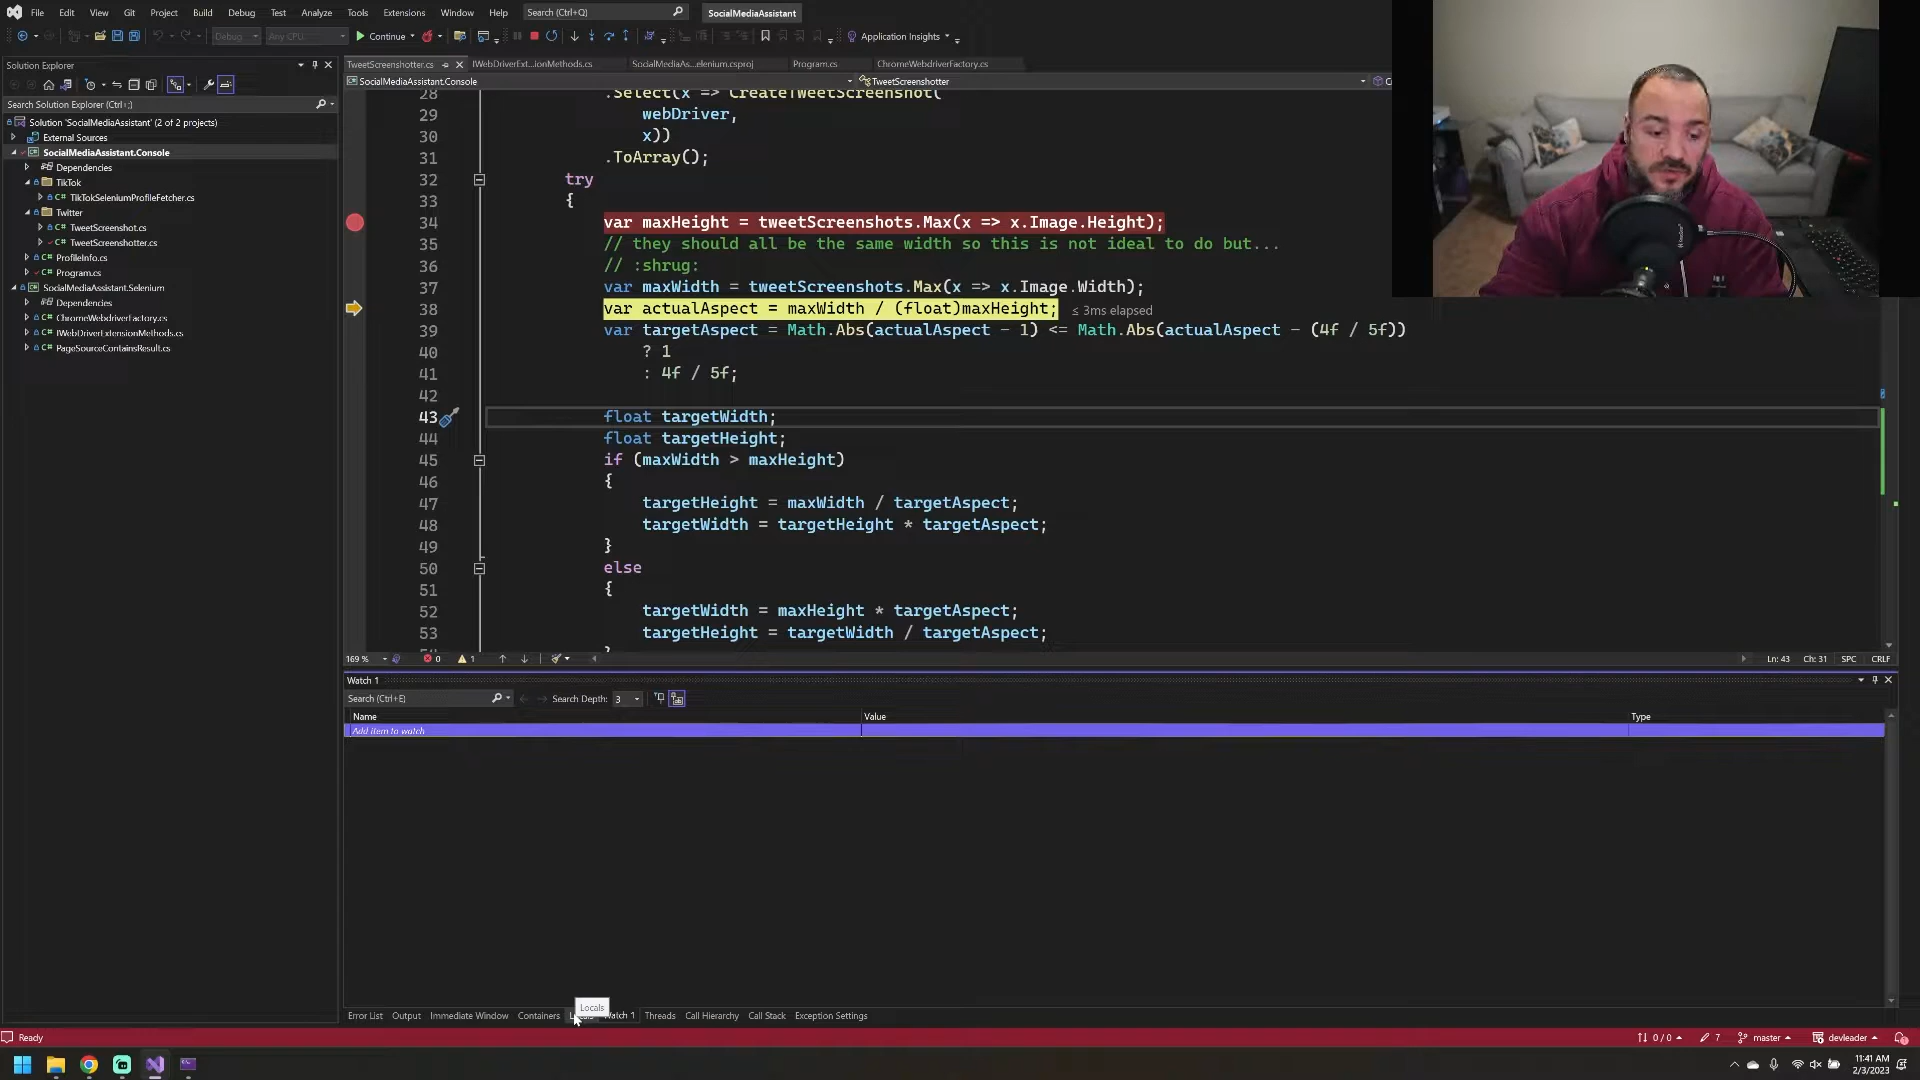 File Edit View Git Project Build Debug Test Analyze Tools Extensions Window Help Search (Ctrl+Q) SocialMediaAssistant
Debug Any CPU Continue Application Insights
Solution Explorer
Search Solution Explorer (Ctrl+;)
Solution 'SocialMediaAssistant' (2 of 2 projects)
External Sources
SocialMediaAssistant.Console
Dependencies
TikTok
C# TikTokSeleniumProfileFetcher.cs
Twitter
C# TweetScreenshot.cs
C# TweetScreenshotter.cs
C# ProfileInfo.cs
C# Program.cs
SocialMediaAssistant.Selenium
Dependencies
C# ChromeWebdriverFactory.cs
C# IWebDriverExtensionMethods.cs
C# PageSourceContainsResult.cs
TweetScreenshotter.cs IWebDriverExt...ionMethods.cs SocialMediaAs...elenium.csproj Program.cs ChromeWebdriverFactory.cs
SocialMediaAssistant.Console TweetScreenshotter
28 .Select(x => CreateTweetScreenshot(
29 webDriver,
30 x))
31 .ToArray();
32 try
33 {
34 var maxHeight = tweetScreenshots.Max(x => x.Image.Height);
35 // they should all be the same width so this is not ideal to do but...
36 // :shrug:
37 var maxWidth = tweetScreenshots.Max(x => x.Image.Width);
38 var actualAspect = maxWidth / (float)maxHeight; ≤ 3ms elapsed
39 var targetAspect = Math.Abs(actualAspect - 1) <= Math.Abs(actualAspect - (4f / 5f))
40 ? 1
41 : 4f / 5f;
42
43 float targetWidth;
44 float targetHeight;
45 if (maxWidth > maxHeight)
46 {
47 targetHeight = maxWidth / targetAspect;
48 targetWidth = targetHeight * targetAspect;
49 }
50 else
51 {
52 targetWidth = maxHeight * targetAspect;
53 targetHeight = targetWidth / targetAspect;
169 % 0 1 Ln: 43 Ch: 31 SPC CRLF
Watch 1
Search (Ctrl+E) Search Depth: 3
Name Value Type
Add item to watch
Locals
Error List Output Immediate Window Containers Watch 1 Threads Call Hierarchy Call Stack Exception Settings
Ready 0 / 0 7 master devleader
11:41 AM
2/3/2023